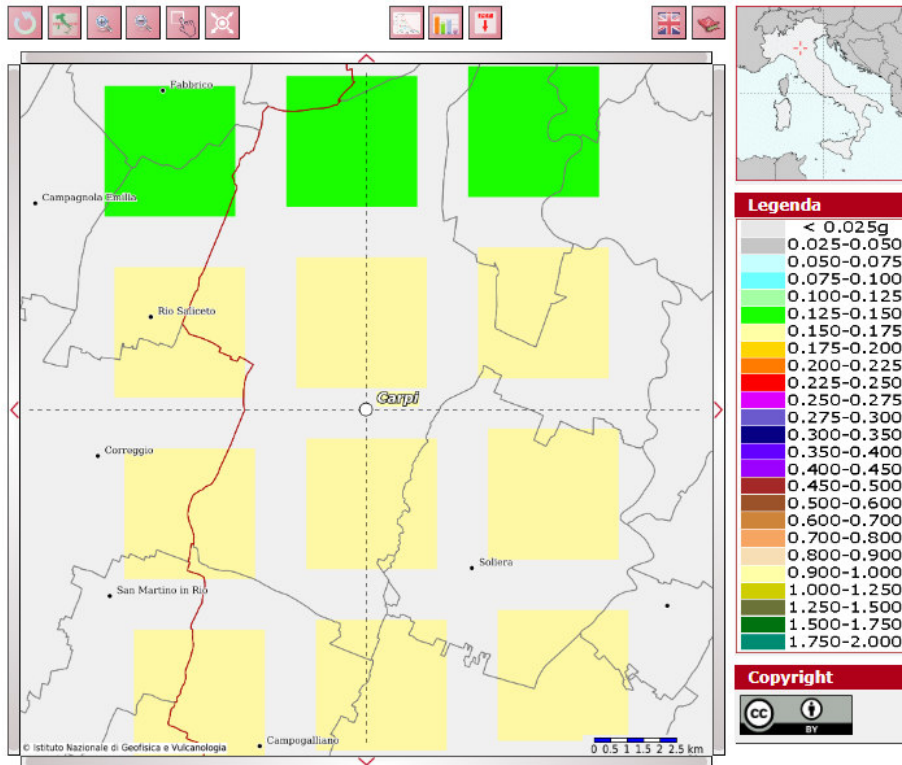 Fabbrico
Campagnola Emilia
Rio Saliceto
Carpi
Correggio
Soliera
San Martino in Rio
Campogalliano
© Istituto Nazionale di Geofisica e Vulcanologia
0 0.5 1 1.5 2 2.5 km
Legenda
< 0.025g
0.025-0.050
0.050-0.075
0.075-0.100
0.100-0.125
0.125-0.150
0.150-0.175
0.175-0.200
0.200-0.225
0.225-0.250
0.250-0.275
0.275-0.300
0.300-0.350
0.350-0.400
0.400-0.450
0.450-0.500
0.500-0.600
0.600-0.700
0.700-0.800
0.800-0.900
0.900-1.000
1.000-1.250
1.250-1.500
1.500-1.750
1.750-2.000
Copyright
cc
BY